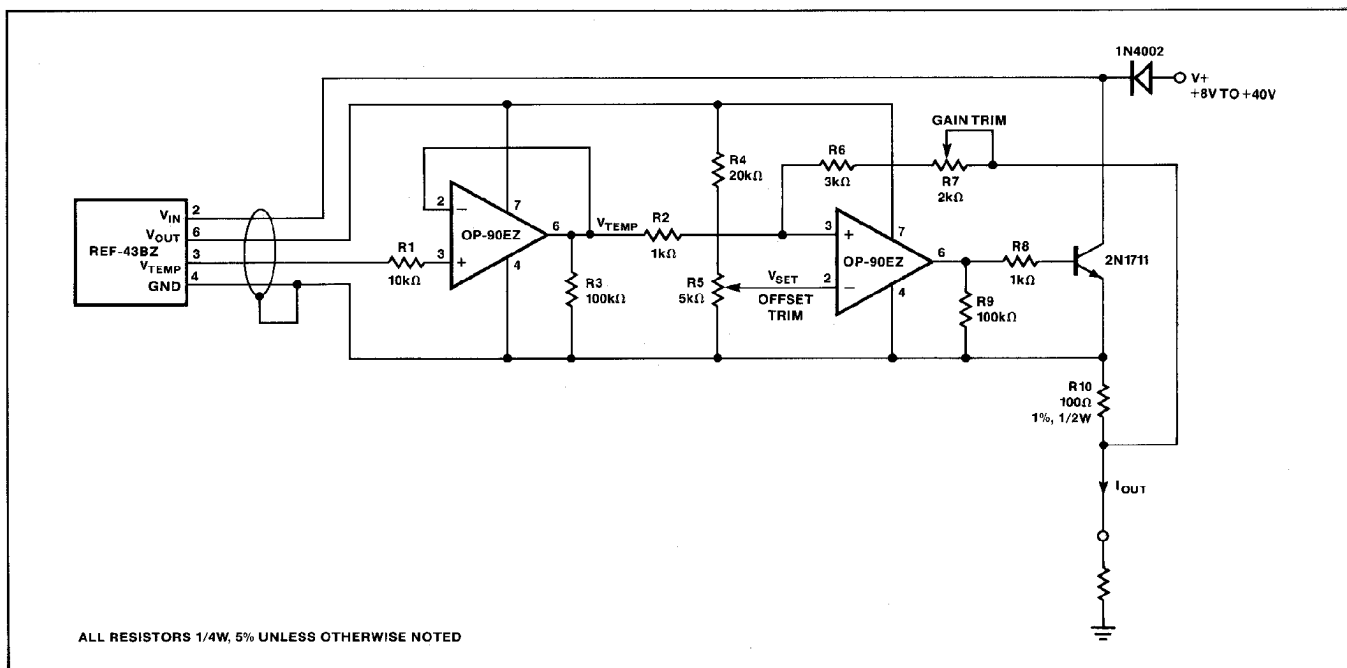 1N4002
V+
+8V TO +40V
GAIN TRIM
R4
20kΩ
R6
3kΩ
R7
2kΩ
REF-43BZ
VIN
2
VOUT
6
VTEMP
3
GND
4
R1
10kΩ
2
−
3
+
OP-90EZ
7
4
6
VTEMP
R2
1kΩ
R3
100kΩ
R5
5kΩ
VSET
OFFSET
TRIM
3
+
2
−
OP-90EZ
7
4
6
R8
1kΩ
R9
100kΩ
2N1711
R10
100Ω
1%, 1/2W
IOUT
ALL RESISTORS 1/4W, 5% UNLESS OTHERWISE NOTED